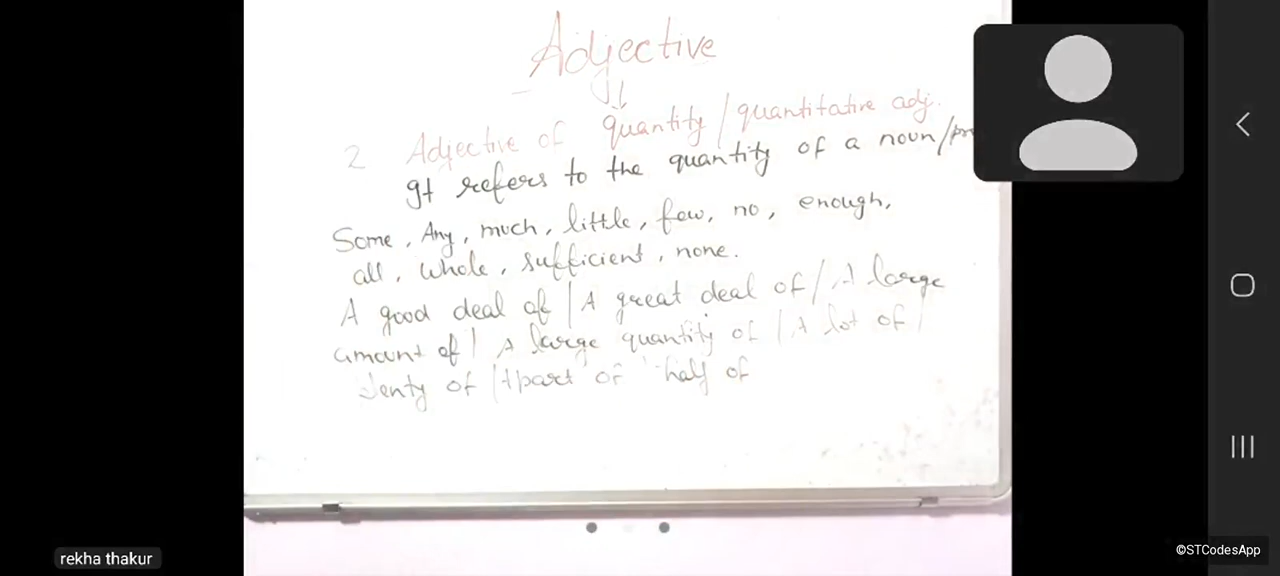 Adjective
2 Adjective of quantity / quantitative adj.
It refers to the quantity of a noun/
Some, Any, much, little, few, no, enough,
all, whole, sufficient, none.
A good deal of / A great deal of / A large
amount of / A large quantity of / A lot of /
plenty of / part of half of
rekha thakur
©STCodesApp